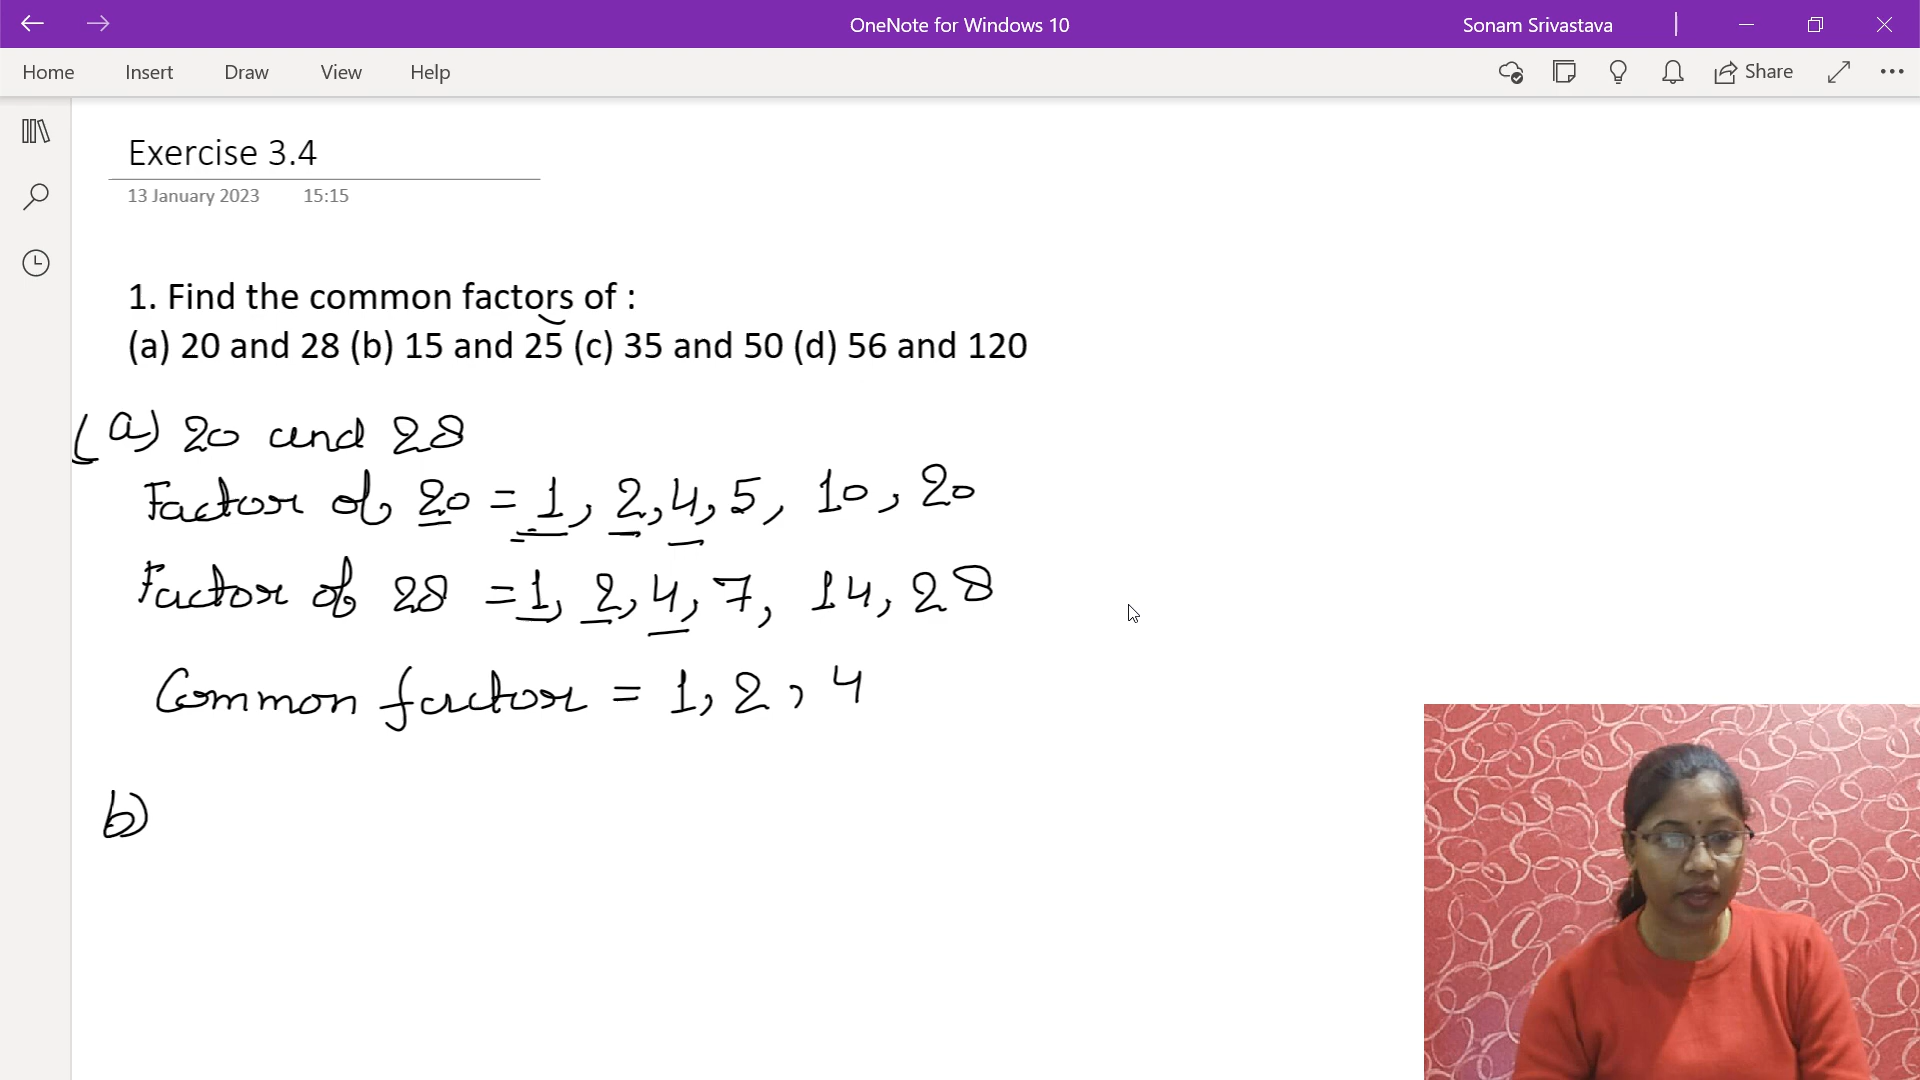 OneNote for Windows 10
Sonam Srivastava
Home Insert Draw View Help
Share
Exercise 3.4
13 January 2023 15:15
1. Find the common factors of :
(a) 20 and 28 (b) 15 and 25 (c) 35 and 50 (d) 56 and 120
(a) 20 and 28
Factor of 20 = 1, 2, 4, 5, 10, 20
Factor of 28 = 1, 2, 4, 7, 14, 28
Common factor = 1, 2, 4
b)